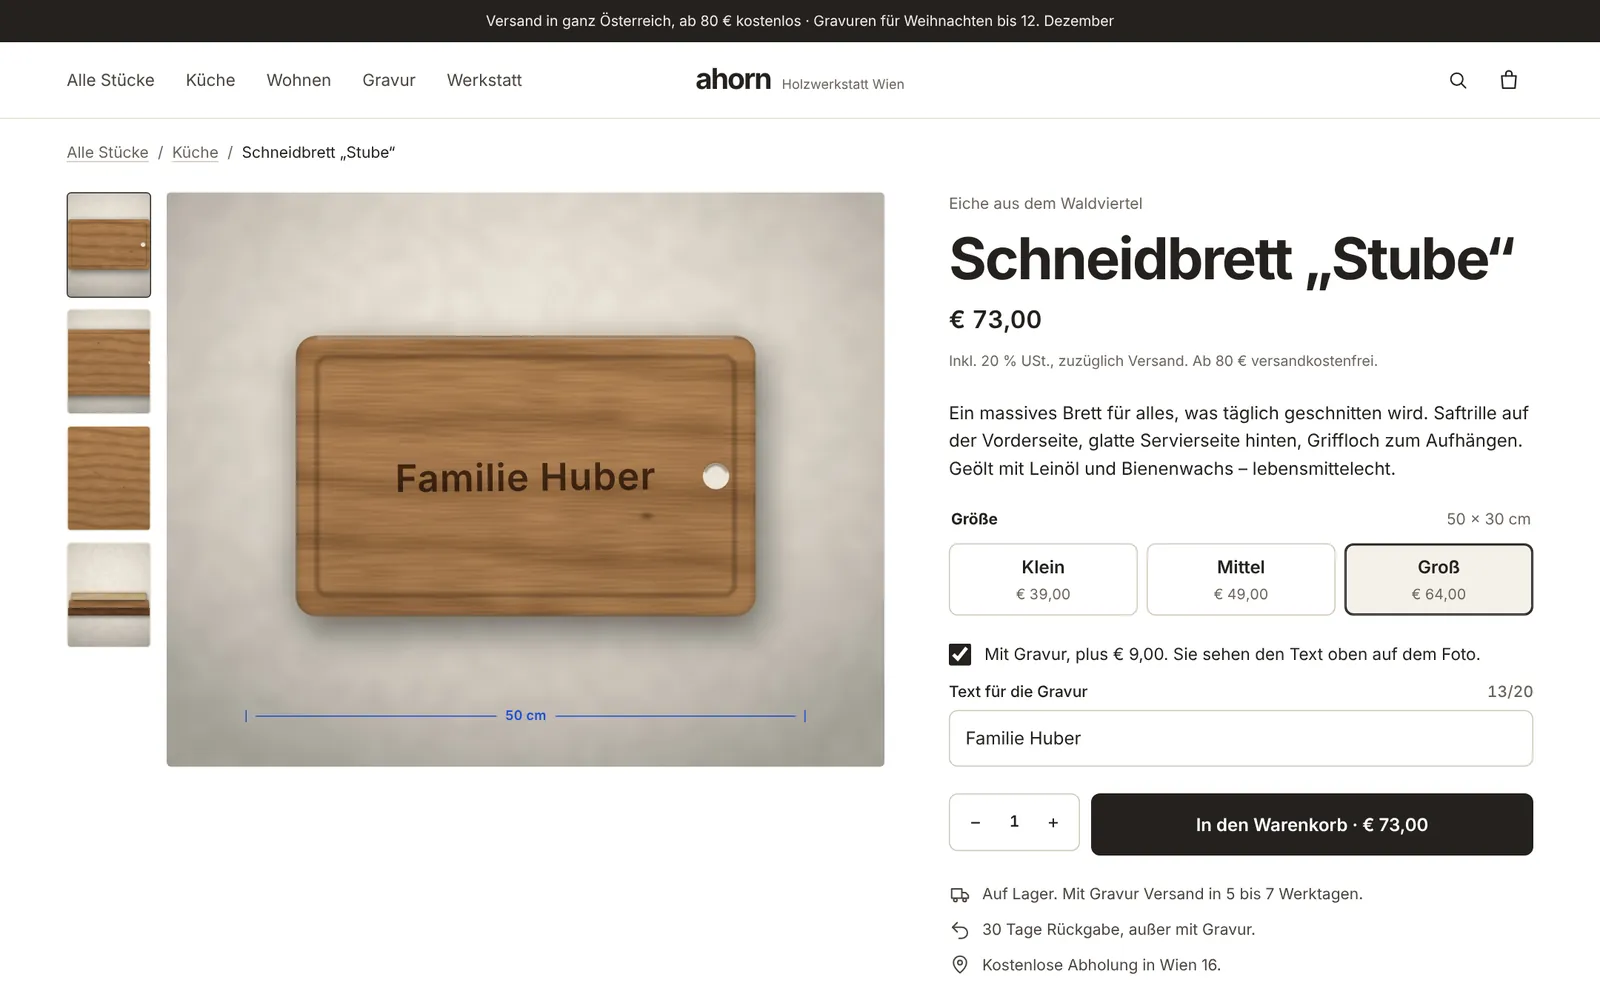 Versand in ganz Österreich, ab 80 € kostenlos · Gravuren für Weihnachten bis 12. Dezember
Alle Stücke Küche Wohnen Gravur Werkstatt
ahorn Holzwerkstatt Wien
Alle Stücke / Küche / Schneidbrett „Stube“
Familie Huber
50 cm
Eiche aus dem Waldviertel
Schneidbrett „Stube“
€ 73,00
Inkl. 20 % USt., zuzüglich Versand. Ab 80 € versandkostenfrei.
Ein massives Brett für alles, was täglich geschnitten wird. Saftrille auf
der Vorderseite, glatte Servierseite hinten, Griffloch zum Aufhängen.
Geölt mit Leinöl und Bienenwachs – lebensmittelecht.
Größe 50 × 30 cm
Klein Mittel Groß
€ 39,00 € 49,00 € 64,00
Mit Gravur, plus € 9,00. Sie sehen den Text oben auf dem Foto.
Text für die Gravur 13/20
Familie Huber
− 1 + In den Warenkorb · € 73,00
Auf Lager. Mit Gravur Versand in 5 bis 7 Werktagen.
30 Tage Rückgabe, außer mit Gravur.
Kostenlose Abholung in Wien 16.